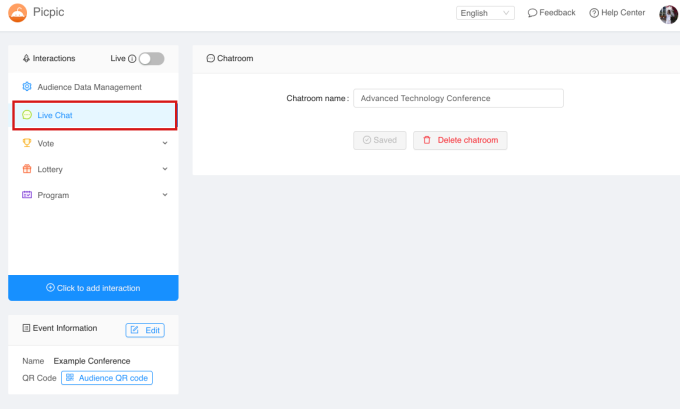 Picpic
English
Feedback
Help Center
Interactions
Live
Audience Data Management
Live Chat
Vote
Lottery
Program
Click to add interaction
Event Information
Edit
Name Example Conference
QR Code Audience QR code
Chatroom
Chatroom name : Advanced Technology Conference
Saved
Delete chatroom